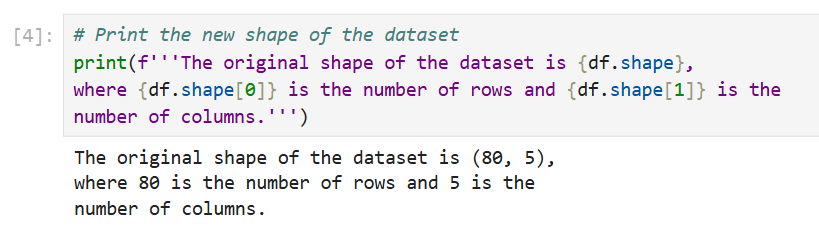 [4]: # Print the new shape of the dataset
print(f'''The original shape of the dataset is {df.shape},
where {df.shape[0]} is the number of rows and {df.shape[1]} is the
number of columns.''')
The original shape of the dataset is (80, 5),
where 80 is the number of rows and 5 is the
number of columns.